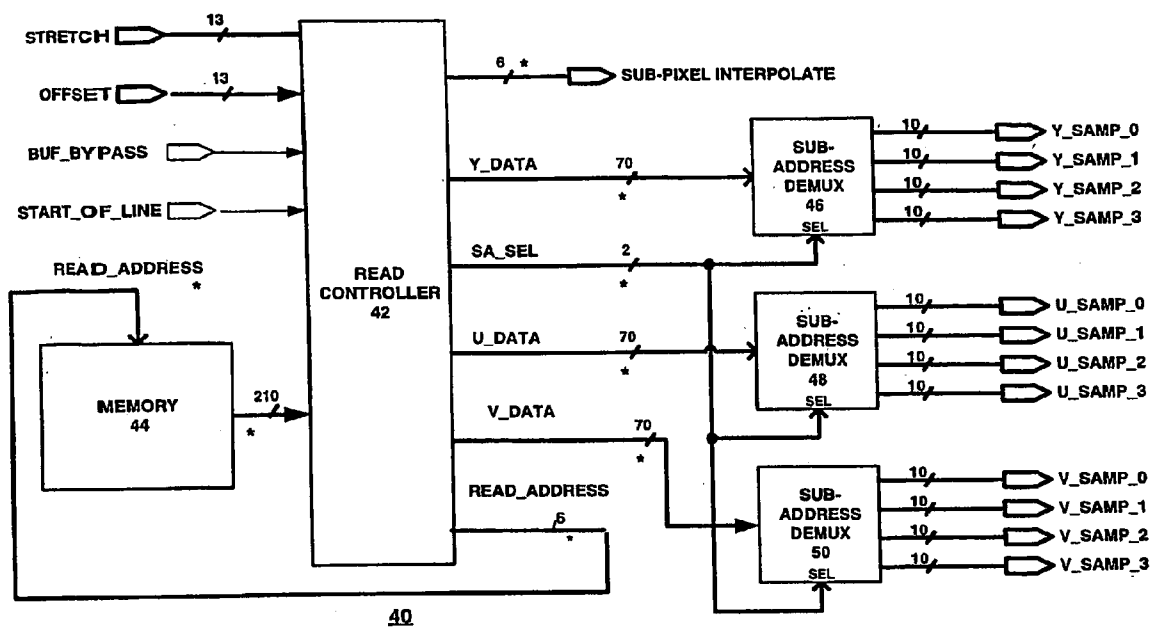 STRETCH
13
OFFSET
13
BUF_BYPASS
START_OF_LINE
READ_ADDRESS
*
MEMORY
44
210
*
READ
CONTROLLER
42
6
*
SUB-PIXEL INTERPOLATE
Y_DATA
70
*
SA_SEL
2
*
U_DATA
70
*
V_DATA
70
*
READ_ADDRESS
*
SUB-
ADDRESS
DEMUX
46
SEL
10
Y_SAMP_0
10
Y_SAMP_1
10
Y_SAMP_2
10
Y_SAMP_3
SUB-
ADDRESS
DEMUX
48
SEL
10
U_SAMP_0
10
U_SAMP_1
10
U_SAMP_2
10
U_SAMP_3
SUB-
ADDRESS
DEMUX
50
SEL
10
V_SAMP_0
10
V_SAMP_1
10
V_SAMP_2
10
V_SAMP_3
40